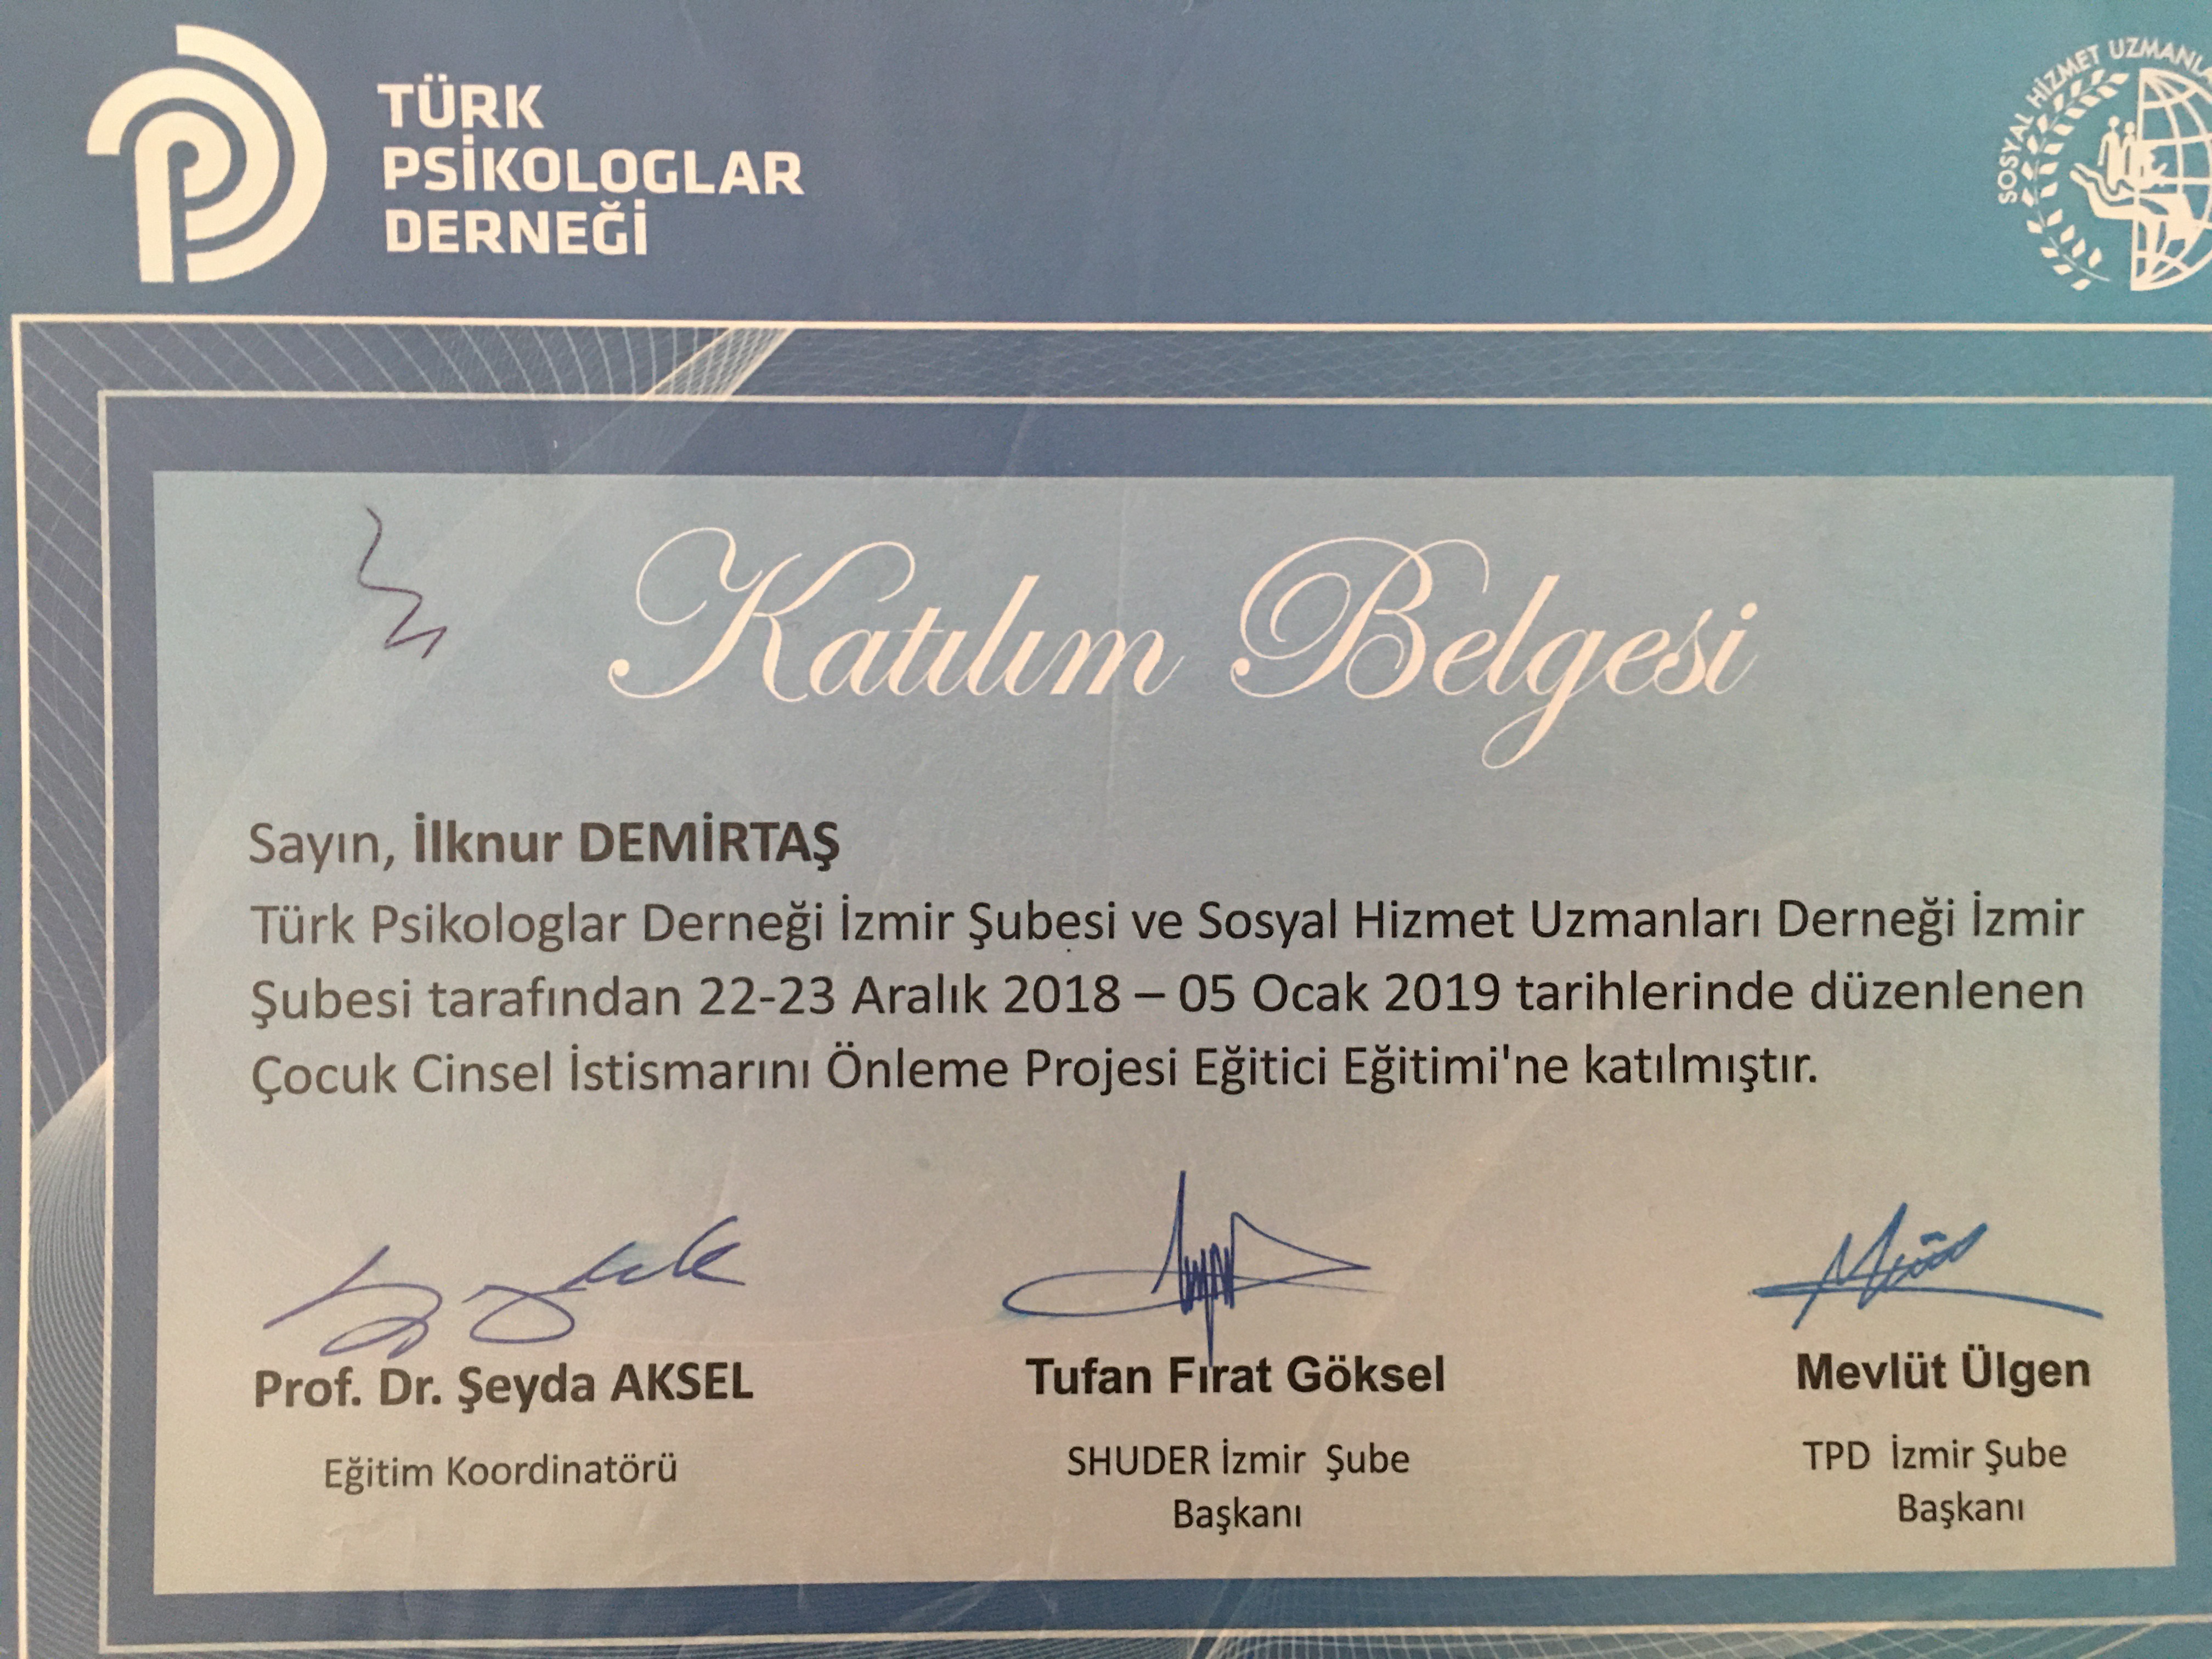 TÜRK
PSİKOLOGLAR
DERNEĞİ
SOSYAL HİZMET
Katılım Belgesi
Sayın, İlknur DEMİRTAŞ
Türk Psikologlar Derneği İzmir Şubesi ve Sosyal Hizmet Uzmanları Derneği İzmir
Şubesi tarafından 22-23 Aralık 2018 – 05 Ocak 2019 tarihlerinde düzenlenen
Çocuk Cinsel İstismarını Önleme Projesi Eğitici Eğitimi'ne katılmıştır.
Prof. Dr. Şeyda AKSEL
Eğitim Koordinatörü
Tufan Fırat Göksel
SHUDER İzmir Şube
Başkanı
Mevlüt Ülgen
TPD İzmir Şube
Başkanı